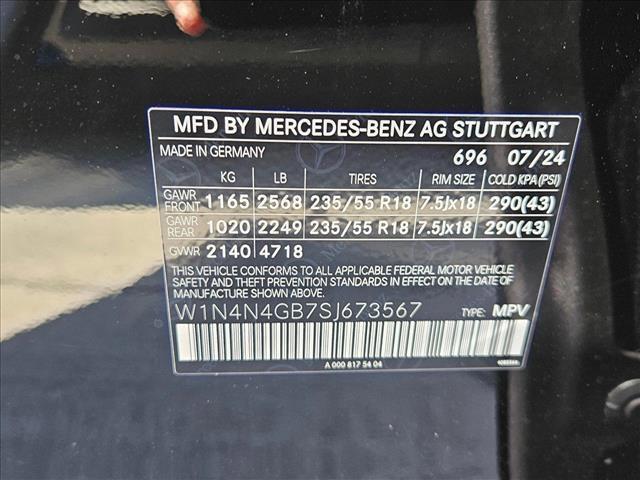 MFD BY MERCEDES-BENZ AG STUTTGART
MADE IN GERMANY 696 07/24
KG LB TIRES RIM SIZE COLD KPA(PSI)
GAWR FRONT 1165 2568 235/55 R18 7.5Jx18 290(43)
GAWR REAR 1020 2249 235/55 R18 7.5Jx18 290(43)
GVWR 2140 4718
THIS VEHICLE CONFORMS TO ALL APPLICABLE FEDERAL MOTOR VEHICLE
SAFETY AND THEFT PREVENTION STANDARDS IN EFFECT ON THE DATE
OF MANUFACTURE SHOWN ABOVE.
W1N4N4GB7SJ673567 TYPE: MPV
A 000 817 54 04